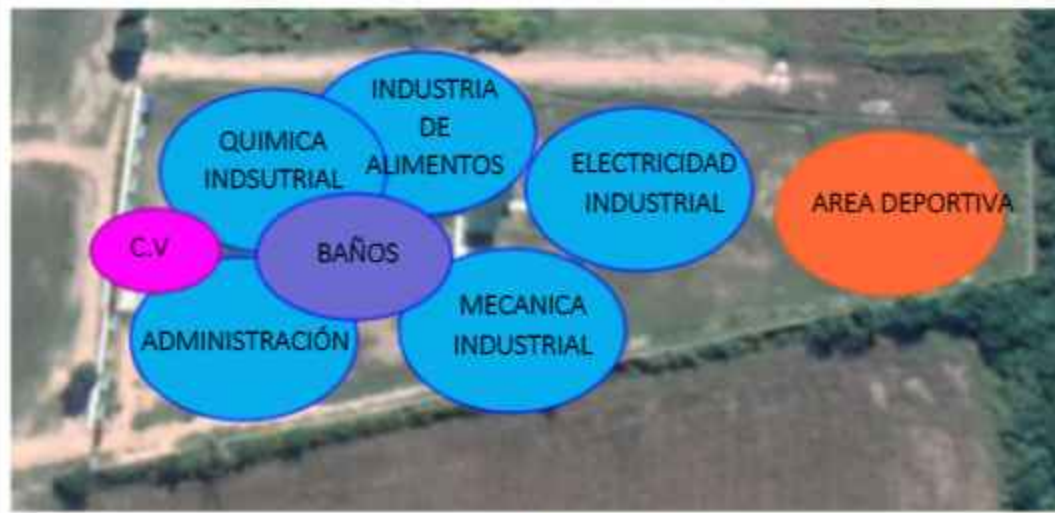 INDUSTRIA
DE
ALIMENTOS
QUIMICA
INDSUTRIAL
ELECTRICIDAD
INDUSTRIAL
AREA DEPORTIVA
C.V
BAÑOS
MECANICA
INDUSTRIAL
ADMINISTRACIÓN